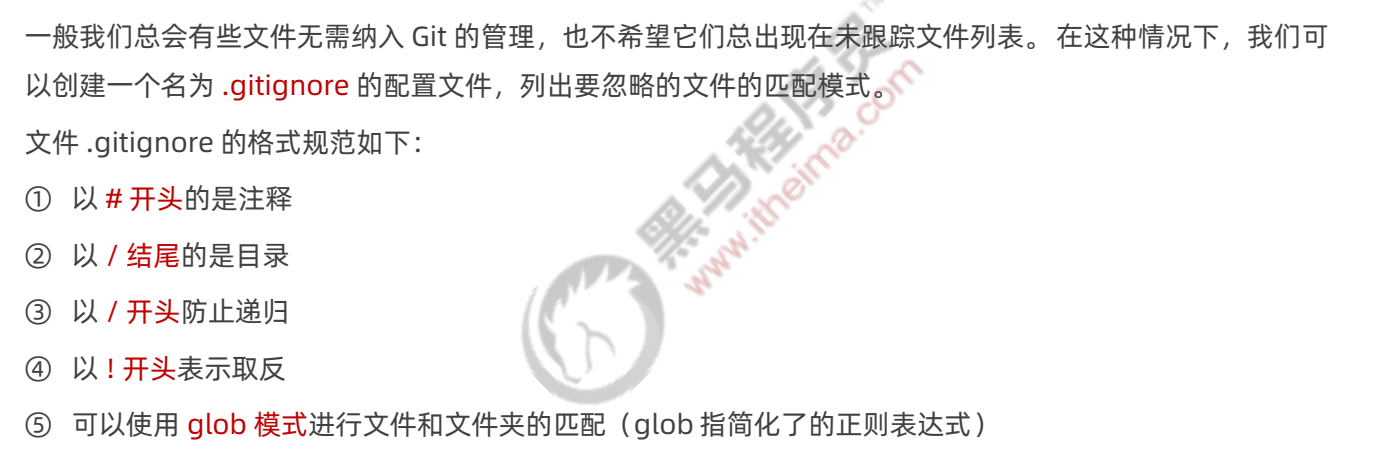 一般我们总会有些文件无需纳入 Git 的管理，也不希望它们总出现在未跟踪文件列表。 在这种情况下，我们可
以创建一个名为 .gitignore 的配置文件，列出要忽略的文件的匹配模式。
文件 .gitignore 的格式规范如下：
① 以 # 开头的是注释
② 以 / 结尾的是目录
③ 以 / 开头防止递归
④ 以 ! 开头表示取反
⑤ 可以使用 glob 模式进行文件和文件夹的匹配（glob 指简化了的正则表达式）
黑马程序员
www.itheima.com